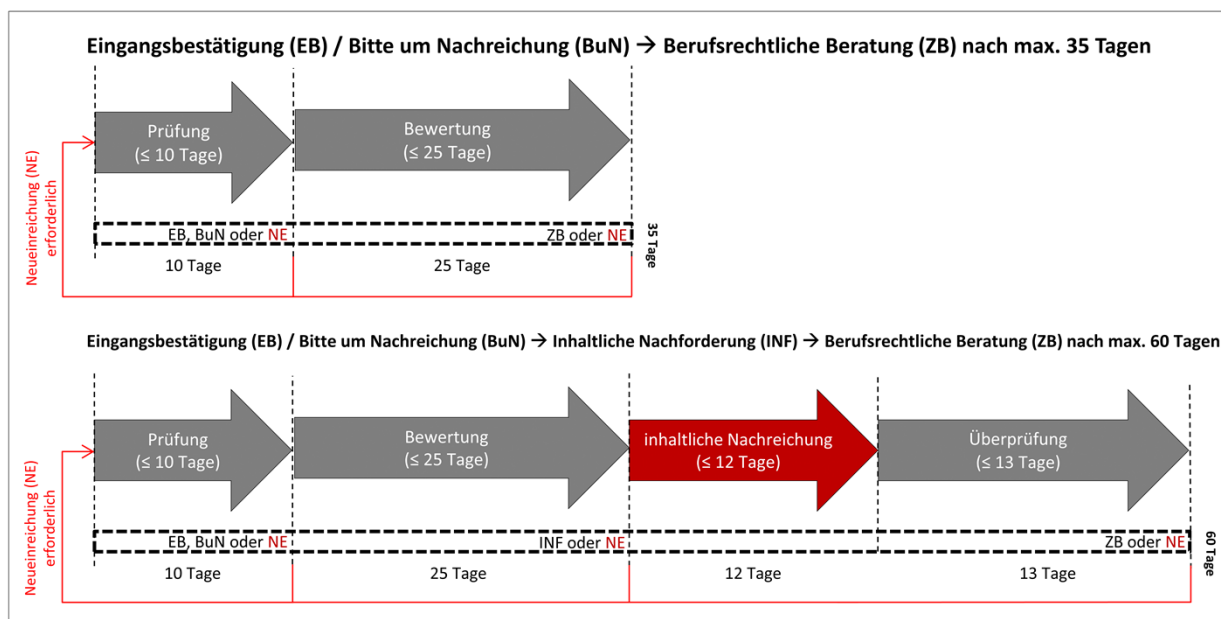 Eingangsbestätigung (EB) / Bitte um Nachreichung (BuN) → Berufsrechtliche Beratung (ZB) nach max. 35 Tagen
Prüfung
(≤ 10 Tage)
Bewertung
(≤ 25 Tage)
Neueinreichung (NE)
erforderlich
EB, BuN oder NE
ZB oder NE
35 Tage
10 Tage
25 Tage
Eingangsbestätigung (EB) / Bitte um Nachreichung (BuN) → Inhaltliche Nachforderung (INF) → Berufsrechtliche Beratung (ZB) nach max. 60 Tagen
Prüfung
(≤ 10 Tage)
Bewertung
(≤ 25 Tage)
inhaltliche Nachreichung
(≤ 12 Tage)
Überprüfung
(≤ 13 Tage)
Neueinreichung (NE)
erforderlich
EB, BuN oder NE
INF oder NE
ZB oder NE
60 Tage
10 Tage
25 Tage
12 Tage
13 Tage